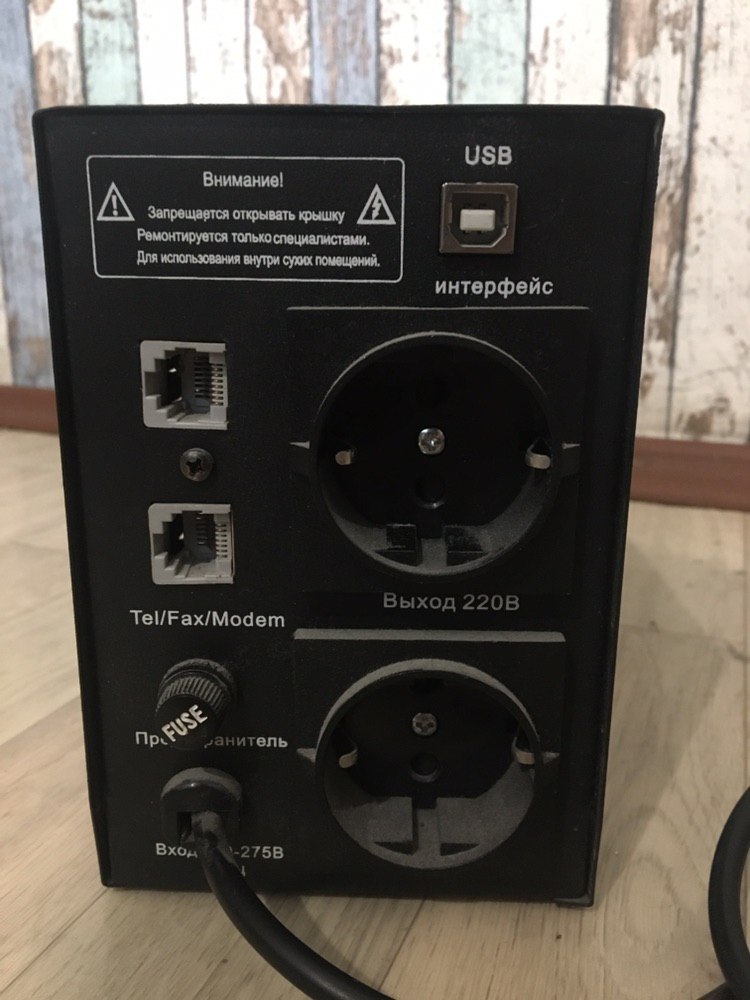 USB
Внимание!
Запрещается открывать крышку
Ремонтируется только специалистами.
Для использования внутри сухих помещений.
интерфейс
Выход 220В
Tel/Fax/Modem
FUSE
-275В